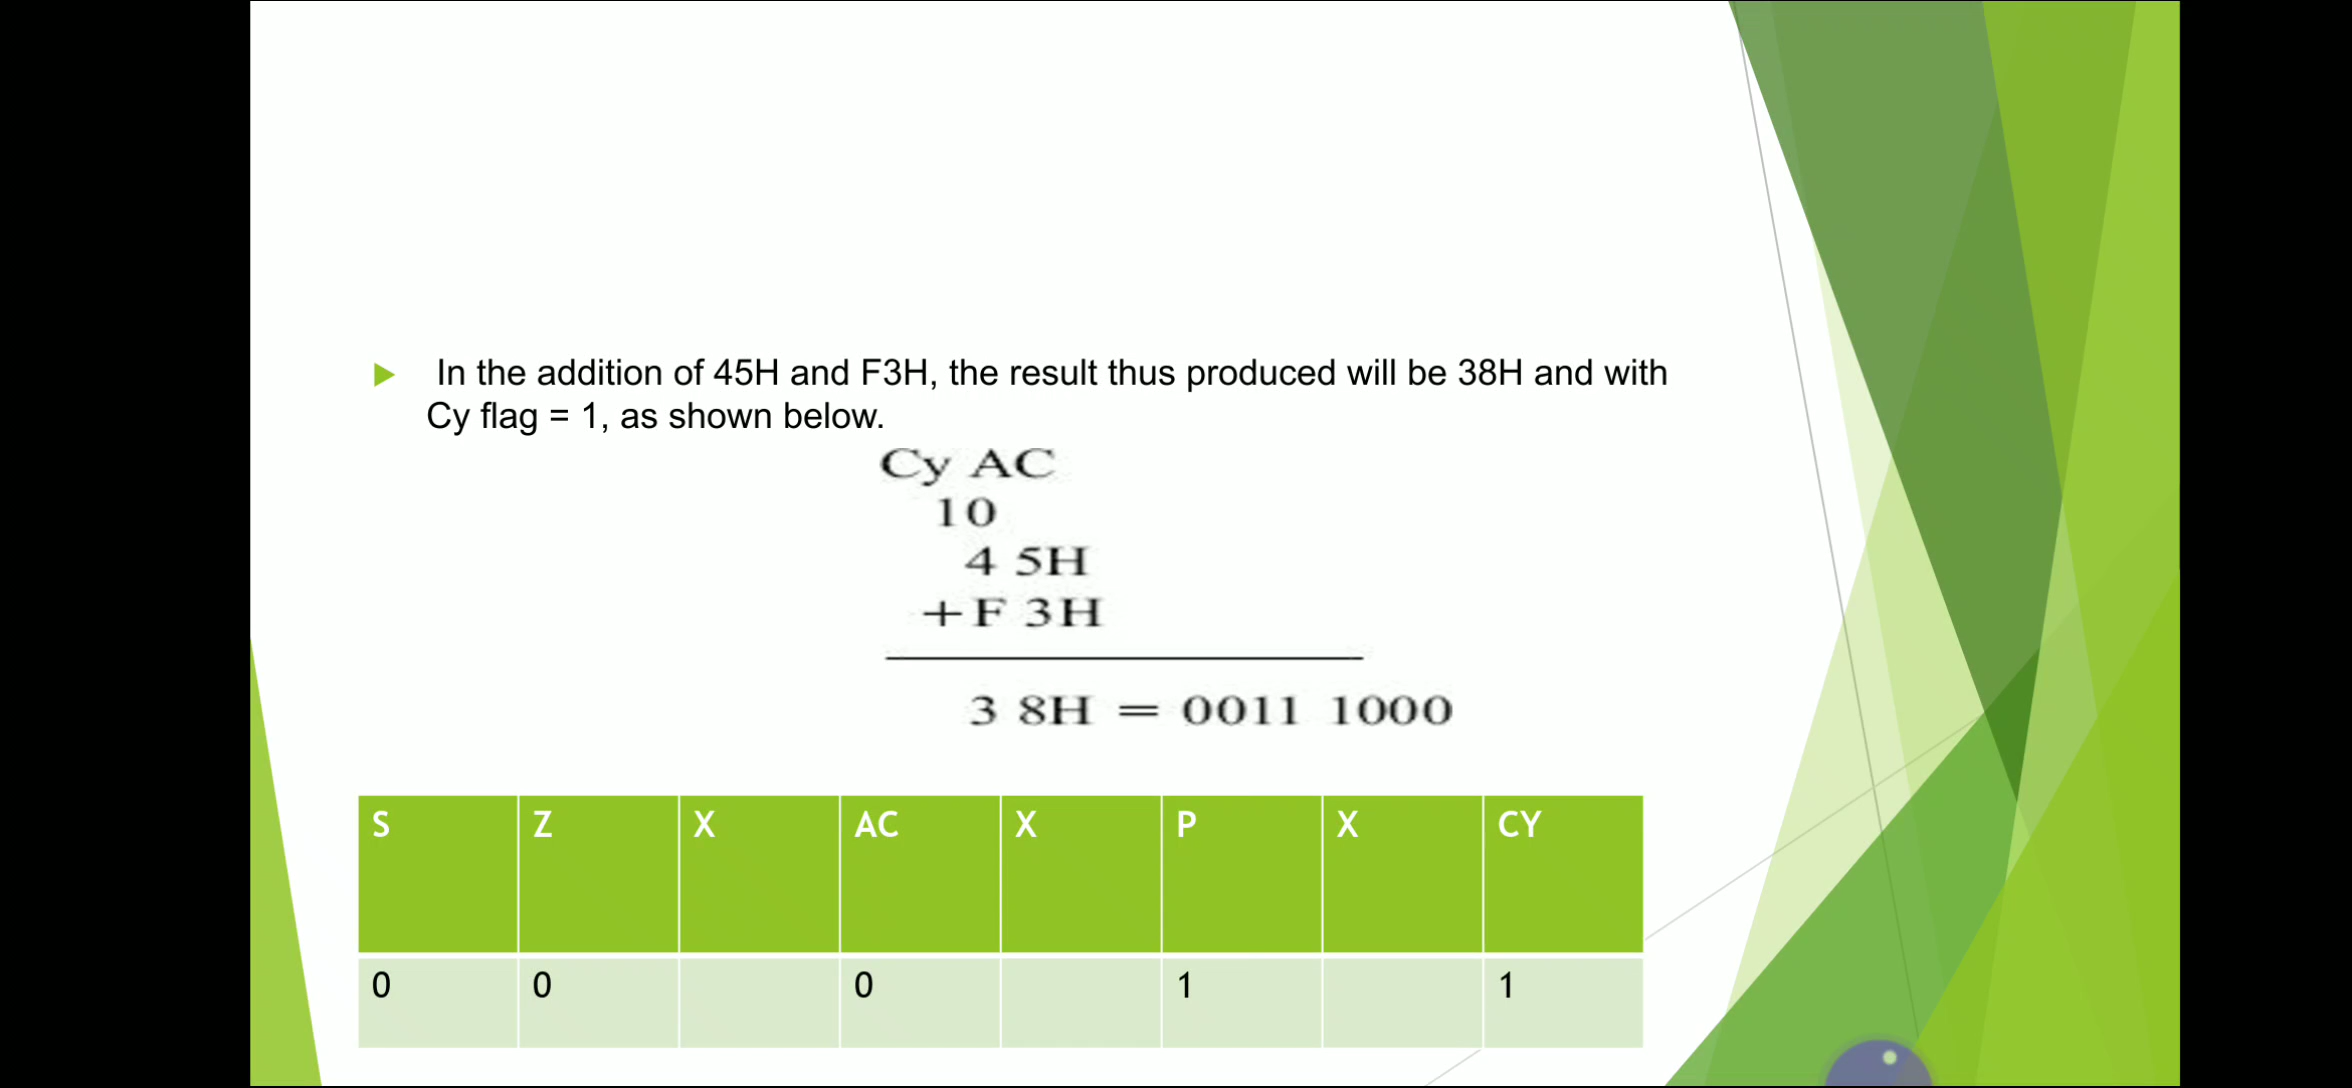 In the addition of 45H and F3H, the result thus produced will be 38H and with
Cy flag = 1, as shown below.
Cy AC
10
4 5H
+F 3H
3 8H = 0011 1000
S Z X AC X P X CY
0 0 0 1 1